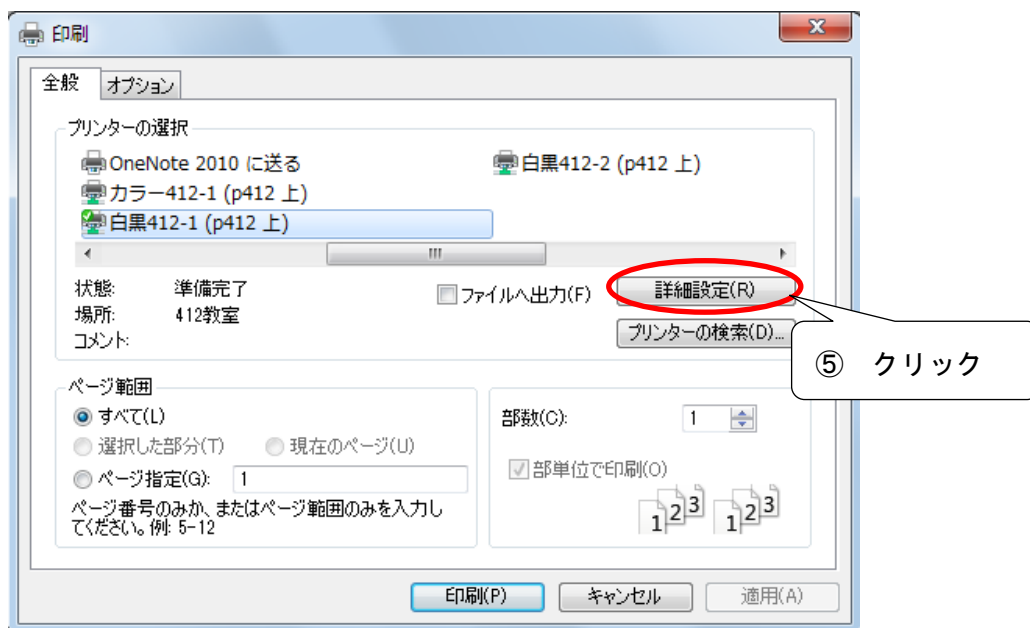 印刷
全般 オプション
プリンターの選択
OneNote 2010 に送る 白黒412-2 (p412 上)
カラー412-1 (p412 上)
白黒412-1 (p412 上)
状態: 準備完了 ファイルへ出力(F) 詳細設定(R)
場所: 412教室
コメント: プリンターの検索(D)...
⑤ クリック
ページ範囲
すべて(L) 部数(C): 1
選択した部分(T) 現在のページ(U)
ページ指定(G): 1 部単位で印刷(O)
ページ番号のみか、またはページ範囲のみを入力し
てください。例: 5-12
1 2 3 1 2 3
印刷(P) キャンセル 適用(A)